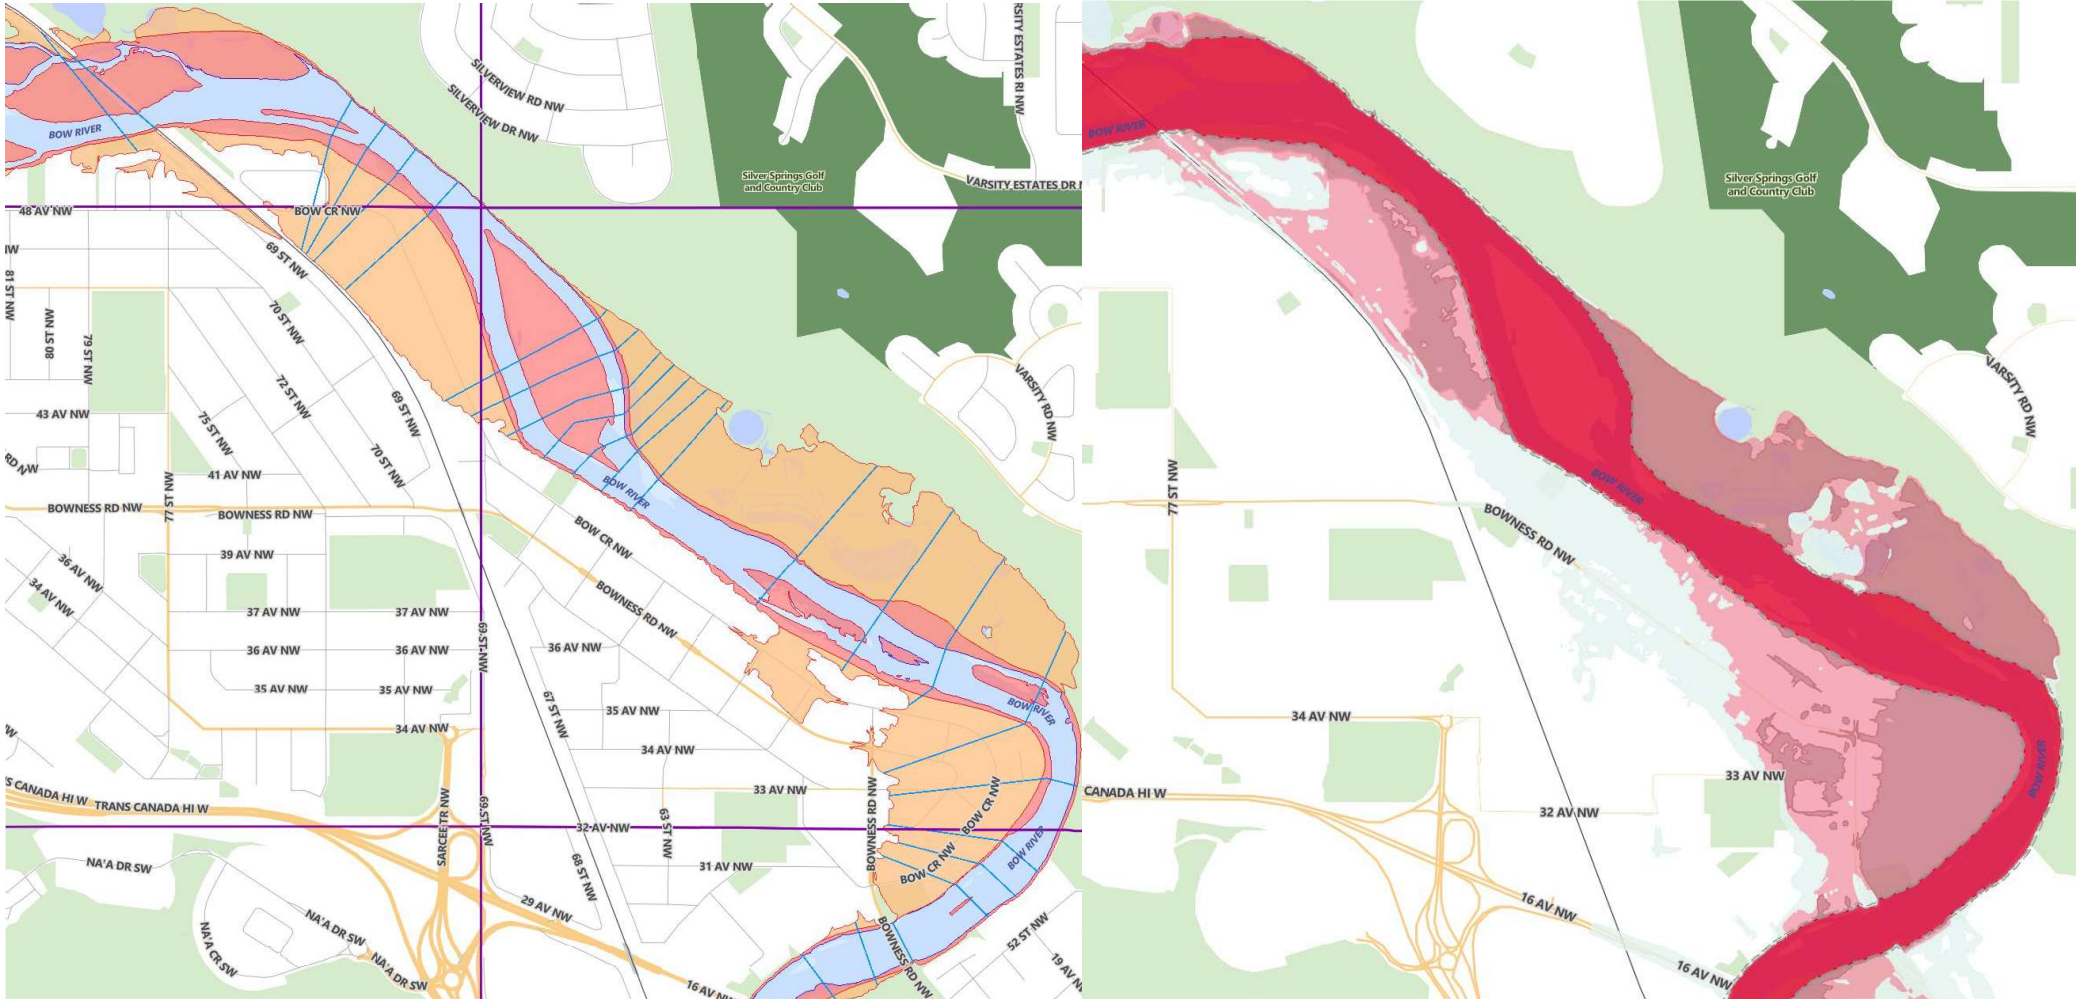 SILVERVIEW RD NW
SILVERVIEW DR NW
RSITY ESTATES RI NW
BOW RIVER
Silver Springs Golf
and Country Club
VARSITY ESTATES DR
48 AV NW
BOW CR NW
69 ST NW
81 ST NW
80 ST NW
79 ST NW
70 ST NW
72 ST NW
69 ST NW
75 ST NW
70 ST NW
43 AV NW
RD NW
41 AV NW
77 ST NW
BOWNESS RD NW
BOWNESS RD NW
39 AV NW
36 AV NW
34 AV NW
37 AV NW
37 AV NW
36 AV NW
36 AV NW
35 AV NW
35 AV NW
34 AV NW
69 ST NW
VARSITY RD NW
BOW RIVER
BOW CR NW
BOWNESS RD NW
36 AV NW
67 ST NW
35 AV NW
34 AV NW
33 AV NW
BOW RIVER
BOWNESS RD NW
BOW CR NW
BOW CR NW
BOW RIVER
S CANADA HI W
TRANS CANADA HI W
SARCEE TR NW
69 ST NW
32 AV NW
63 ST NW
31 AV NW
68 ST NW
29 AV NW
NA'A DR SW
NA'A DR SW
NA'A CR SW
NA'A DR SW
16 AV NW
BOWNESS RD NW
52 ST NW
19 AV N
BOW RIVER
Silver Springs Golf
and Country Club
VARSITY RD NW
77 ST NW
BOW RIVER
BOWNESS RD NW
34 AV NW
33 AV NW
BOW RIVER
CANADA HI W
32 AV NW
16 AV NW
16 AV NW